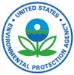 UNITED STATES
ENVIRONMENTAL PROTECTION AGENCY